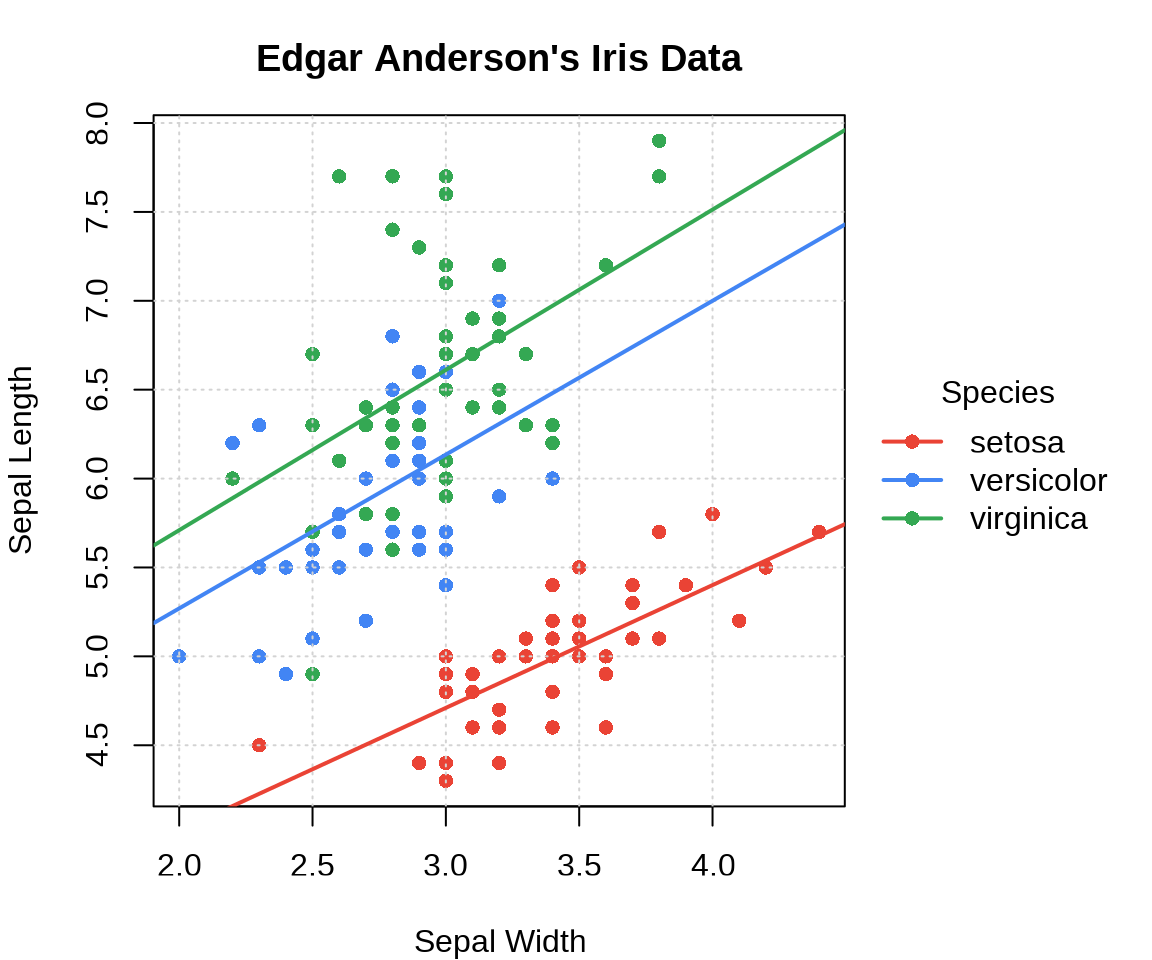 Edgar Anderson's Iris Data
8.0
7.5
7.0
6.5
6.0
5.5
5.0
4.5
Sepal Length
2.0 2.5 3.0 3.5 4.0
Sepal Width
Species
setosa
versicolor
virginica